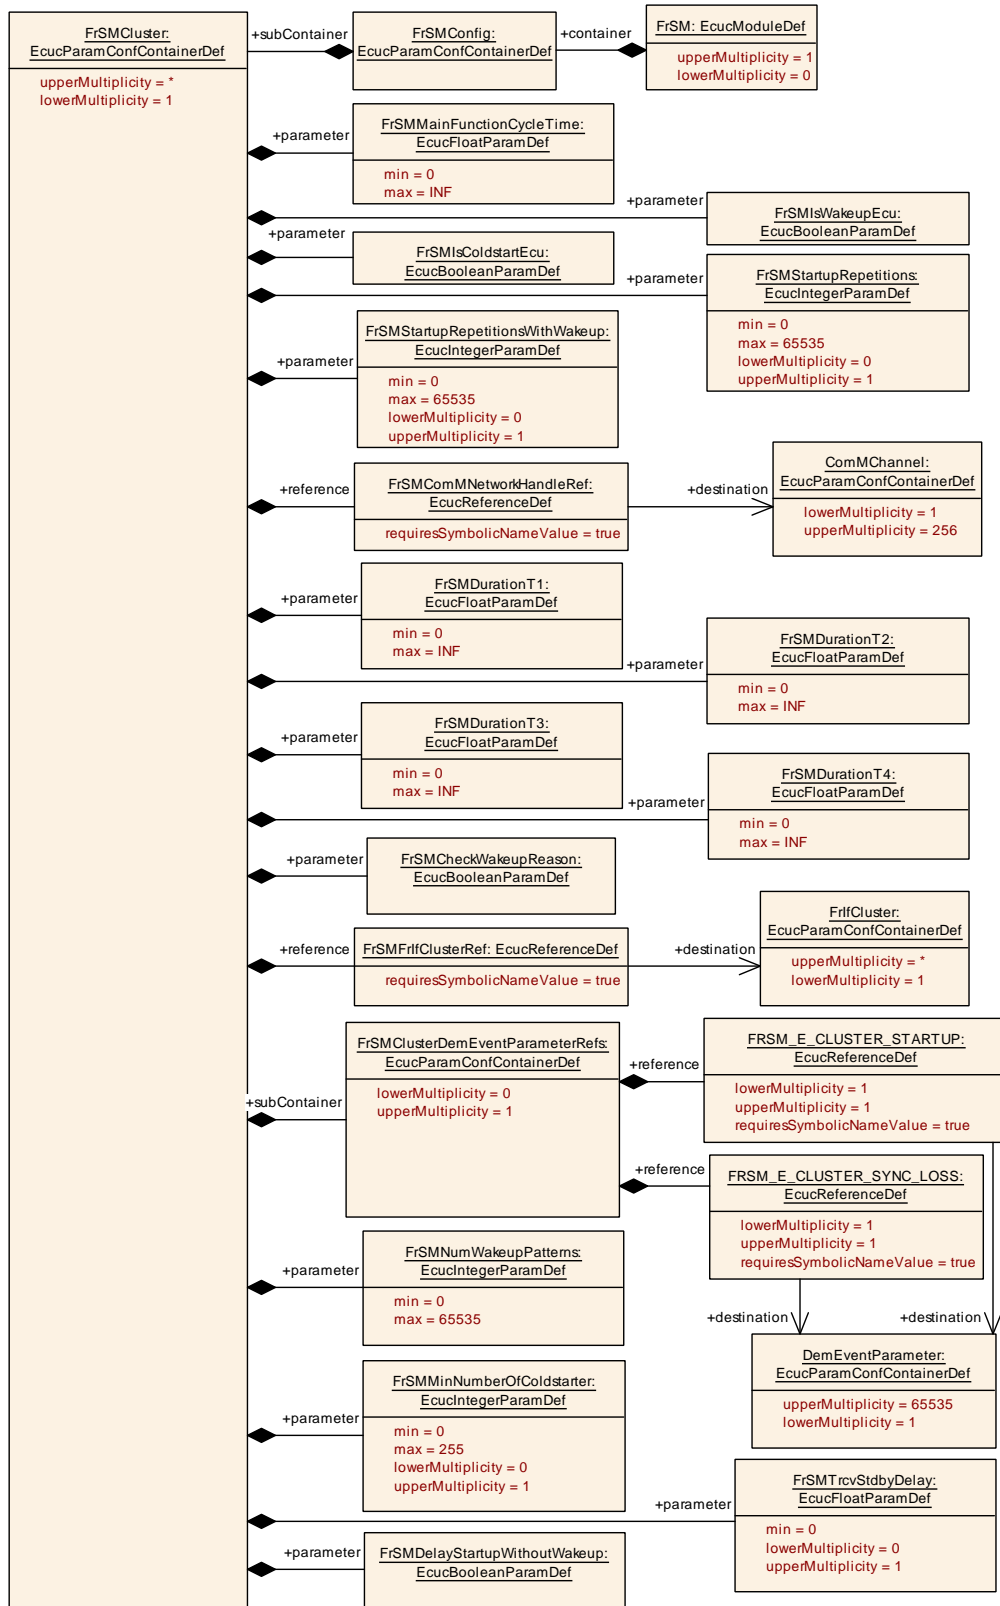 FrSMCluster:
EcucParamConfContainerDef
upperMultiplicity = *
lowerMultiplicity = 1
+subContainer
FrSMConfig:
EcucParamConfContainerDef
+container
FrSM: EcucModuleDef
upperMultiplicity = 1
lowerMultiplicity = 0
+parameter
FrSMMainFunctionCycleTime:
EcucFloatParamDef
min = 0
max = INF
+parameter
FrSMIsWakeupEcu:
EcucBooleanParamDef
+parameter
FrSMIsColdstartEcu:
EcucBooleanParamDef
+parameter
FrSMStartupRepetitions:
EcucIntegerParamDef
min = 0
max = 65535
lowerMultiplicity = 0
upperMultiplicity = 1
+parameter
FrSMStartupRepetitionsWithWakeup:
EcucIntegerParamDef
min = 0
max = 65535
lowerMultiplicity = 0
upperMultiplicity = 1
+reference
FrSMComMNetworkHandleRef:
EcucReferenceDef
requiresSymbolicNameValue = true
+destination
ComMChannel:
EcucParamConfContainerDef
lowerMultiplicity = 1
upperMultiplicity = 256
+parameter
FrSMDurationT1:
EcucFloatParamDef
min = 0
max = INF
+parameter
FrSMDurationT2:
EcucFloatParamDef
min = 0
max = INF
+parameter
FrSMDurationT3:
EcucFloatParamDef
min = 0
max = INF
+parameter
FrSMDurationT4:
EcucFloatParamDef
min = 0
max = INF
+parameter
FrSMCheckWakeupReason:
EcucBooleanParamDef
+reference
FrSMFrIfClusterRef: EcucReferenceDef
requiresSymbolicNameValue = true
+destination
FrIfCluster:
EcucParamConfContainerDef
upperMultiplicity = *
lowerMultiplicity = 1
+subContainer
FrSMClusterDemEventParameterRefs:
EcucParamConfContainerDef
lowerMultiplicity = 0
upperMultiplicity = 1
+reference
FRSM_E_CLUSTER_STARTUP:
EcucReferenceDef
lowerMultiplicity = 1
upperMultiplicity = 1
requiresSymbolicNameValue = true
+reference
FRSM_E_CLUSTER_SYNC_LOSS:
EcucReferenceDef
lowerMultiplicity = 1
upperMultiplicity = 1
requiresSymbolicNameValue = true
+destination
+destination
DemEventParameter:
EcucParamConfContainerDef
upperMultiplicity = 65535
lowerMultiplicity = 1
+parameter
FrSMNumWakeupPatterns:
EcucIntegerParamDef
min = 0
max = 65535
+parameter
FrSMMinNumberOfColdstarter:
EcucIntegerParamDef
min = 0
max = 255
lowerMultiplicity = 0
upperMultiplicity = 1
+parameter
FrSMTrcvStdbyDelay:
EcucFloatParamDef
min = 0
lowerMultiplicity = 0
upperMultiplicity = 1
+parameter
FrSMDelayStartupWithoutWakeup:
EcucBooleanParamDef